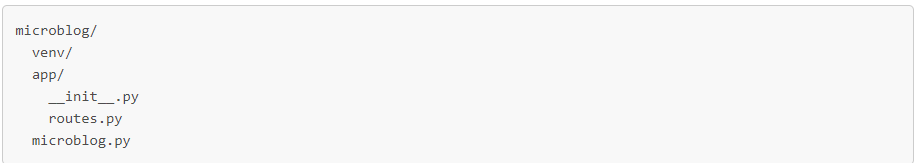 microblog/
  venv/
  app/
    __init__.py
    routes.py
  microblog.py